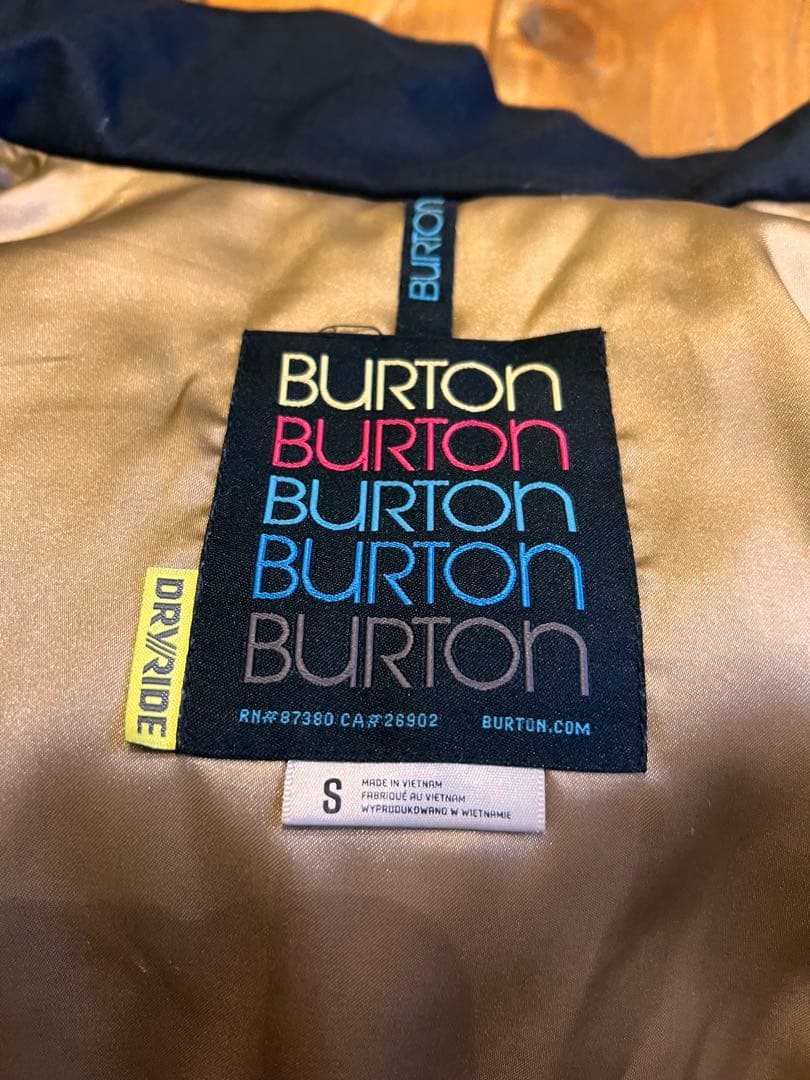 BURTON
BURTON
BURTON
BURTON
BURTON
BURTON
DRY//RIDE
RN#87380 CA#26902 BURTON.COM
S
MADE IN VIETNAM
FABRIQUÉ AU VIETNAM
WYPRODUKOWANO W WIETNAMIE